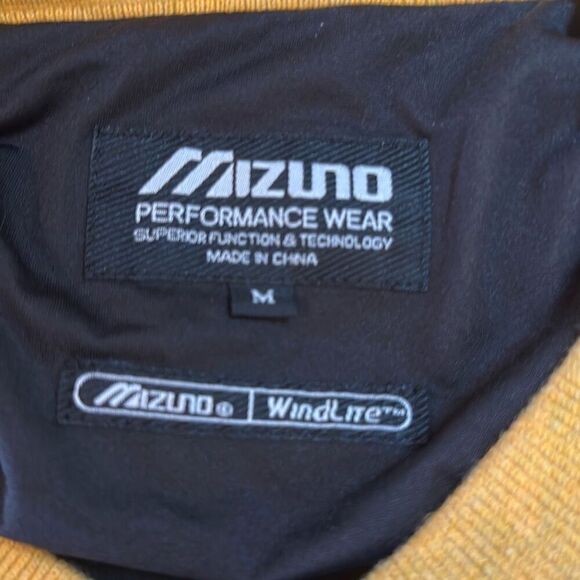 MIZUNO
PERFORMANCE WEAR
SUPERIOR FUNCTION & TECHNOLOGY
MADE IN CHINA
M
MIZUNO® WINDLITE™